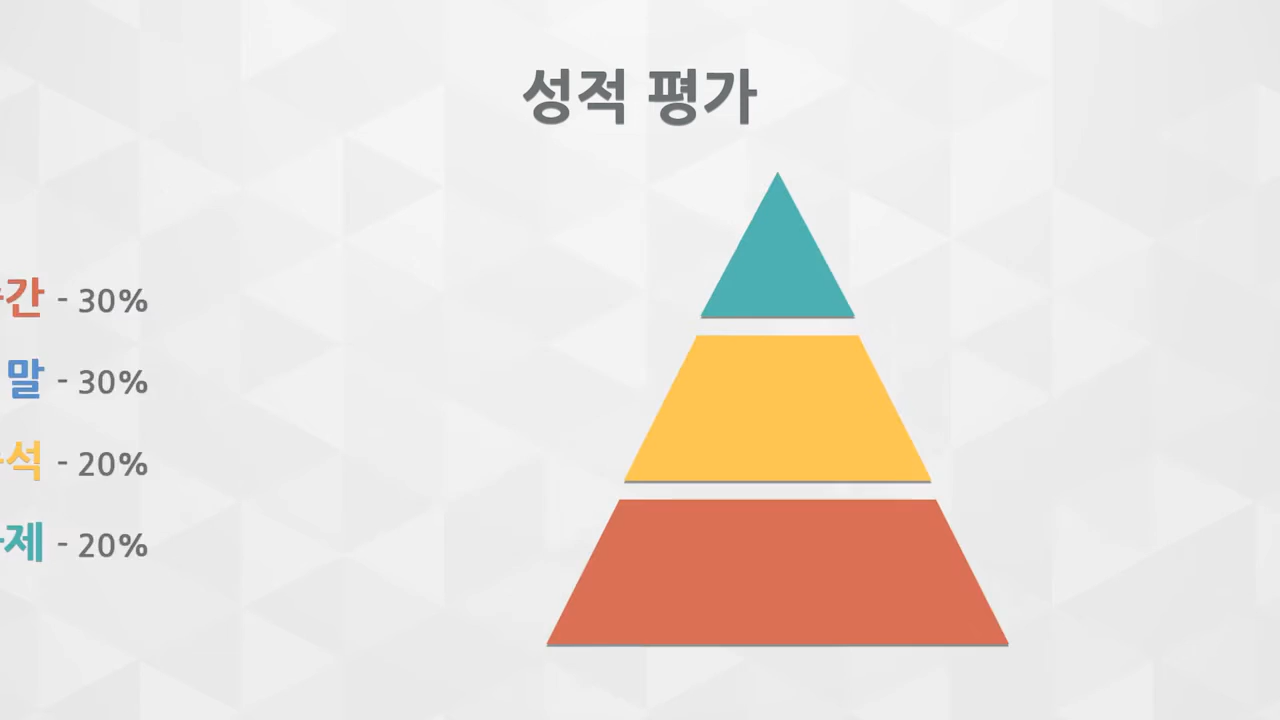 성적 평가
간 - 30%
말 - 30%
석 - 20%
제 - 20%